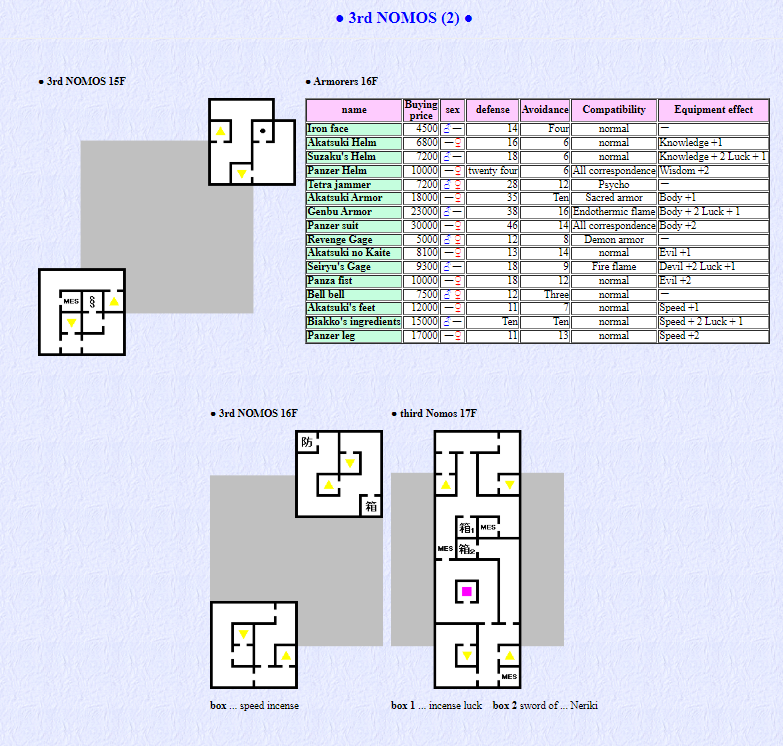 ● 3rd NOMOS (2) ●
● 3rd NOMOS 15F
MES
§
● Armorers 16F
name Buying price sex defense Avoidance Compatibility Equipment effect
Iron face 4500 ♂— 14 Four normal —
Akatsuki Helm 6800 —♀ 16 6 normal Knowledge +1
Suzaku's Helm 7200 ♂— 18 6 normal Knowledge + 2 Luck + 1
Panzer Helm 10000 —♀ twenty four 6 All correspondence Wisdom +2
Tetra jammer 7200 ♂♀ 28 12 Psycho —
Akatsuki Armor 18000 —♀ 35 Ten Sacred armor Body +1
Genbu Armor 23000 ♂— 38 16 Endothermic flame Body + 2 Luck + 1
Panzer suit 30000 —♀ 46 14 All correspondence Body +2
Revenge Gage 5000 ♂♀ 12 8 Demon armor —
Akatsuki no Kaite 8100 —♀ 13 14 normal Evil +1
Seiryu's Gage 9300 ♂— 18 9 Fire flame Devil +2 Luck +1
Panza fist 10000 —♀ 18 12 normal Evil +2
Bell bell 7500 ♂♀ 12 Three normal —
Akatsuki's feet 12000 —♀ 11 7 normal Speed +1
Biakko's ingredients 15000 ♂— Ten Ten normal Speed + 2 Luck + 1
Panzer leg 17000 —♀ 11 13 normal Speed +2
● 3rd NOMOS 16F
防
箱
box ... speed incense
● third Nomos 17F
箱1 MES
MES 箱2
MES
box 1 ... incense luck box 2 sword of ... Neriki